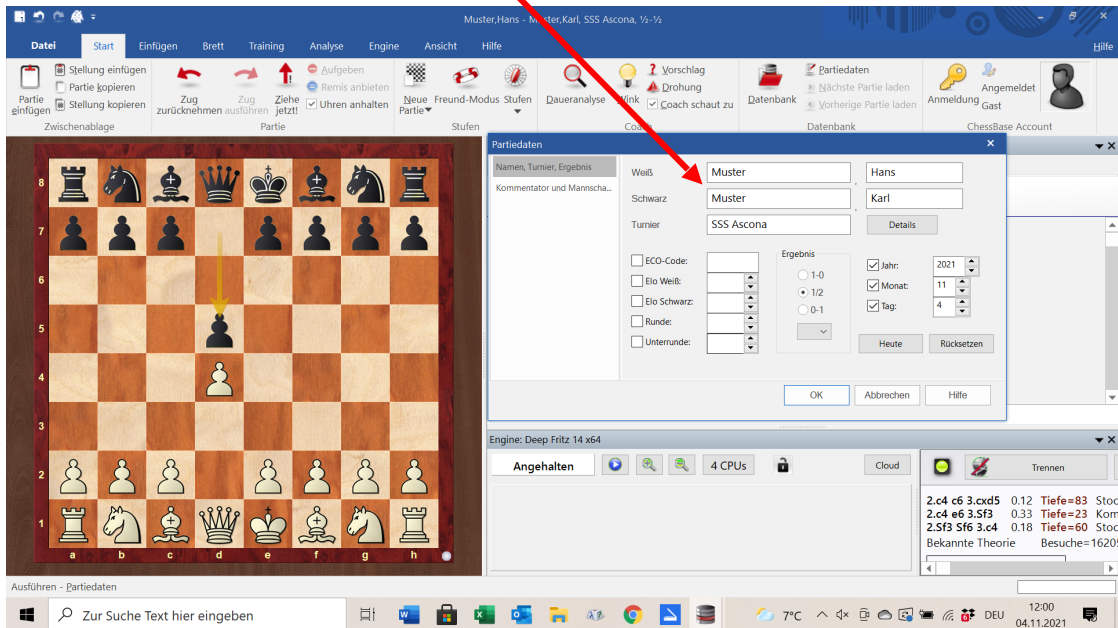 Muster,Hans - Muster,Karl, SSS Ascona, ½-½
Datei Start Einfügen Brett Training Analyse Engine Ansicht Hilfe
Hilfe
Partie einfügen
Stellung einfügen
Partie kopieren
Stellung kopieren
Zwischenablage
Zug zurücknehmen
Zug ausführen
Ziehe jetzt!
Aufgeben
Remis anbieten
Uhren anhalten
Partie
Neue Partie
Freund-Modus
Stufen
Stufen
Daueranalyse
Wink
Vorschlag
Drohung
Coach schaut zu
Datenbank
Partiedaten
Nächste Partie laden
Vorherige Partie laden
Datenbank
Anmeldung
Angemeldet
Gast
ChessBase Account
Partiedaten
Namen, Turnier, Ergebnis
Kommentator und Mannscha...
Weiß Muster , Hans
Schwarz Muster , Karl
Turnier SSS Ascona Details
ECO-Code:
Elo Weiß:
Elo Schwarz:
Runde:
Unterrunde:
Ergebnis
1-0
1/2
0-1
Jahr: 2021
Monat: 11
Tag: 4
Heute Rücksetzen
OK Abbrechen Hilfe
8
7
6
5
4
3
2
1
a b c d e f g h
Engine: Deep Fritz 14 x64
Angehalten 4 CPUs Cloud Trennen
2.c4 c6 3.cxd5 0.12 Tiefe=83 Stoc
2.c4 e6 3.Sf3 0.33 Tiefe=23 Kom
2.Sf3 Sf6 3.c4 0.18 Tiefe=60 Stoc
Bekannte Theorie Besuche=16205
Ausführen - Partiedaten
Zur Suche Text hier eingeben
7°C DEU 12:00
04.11.2021